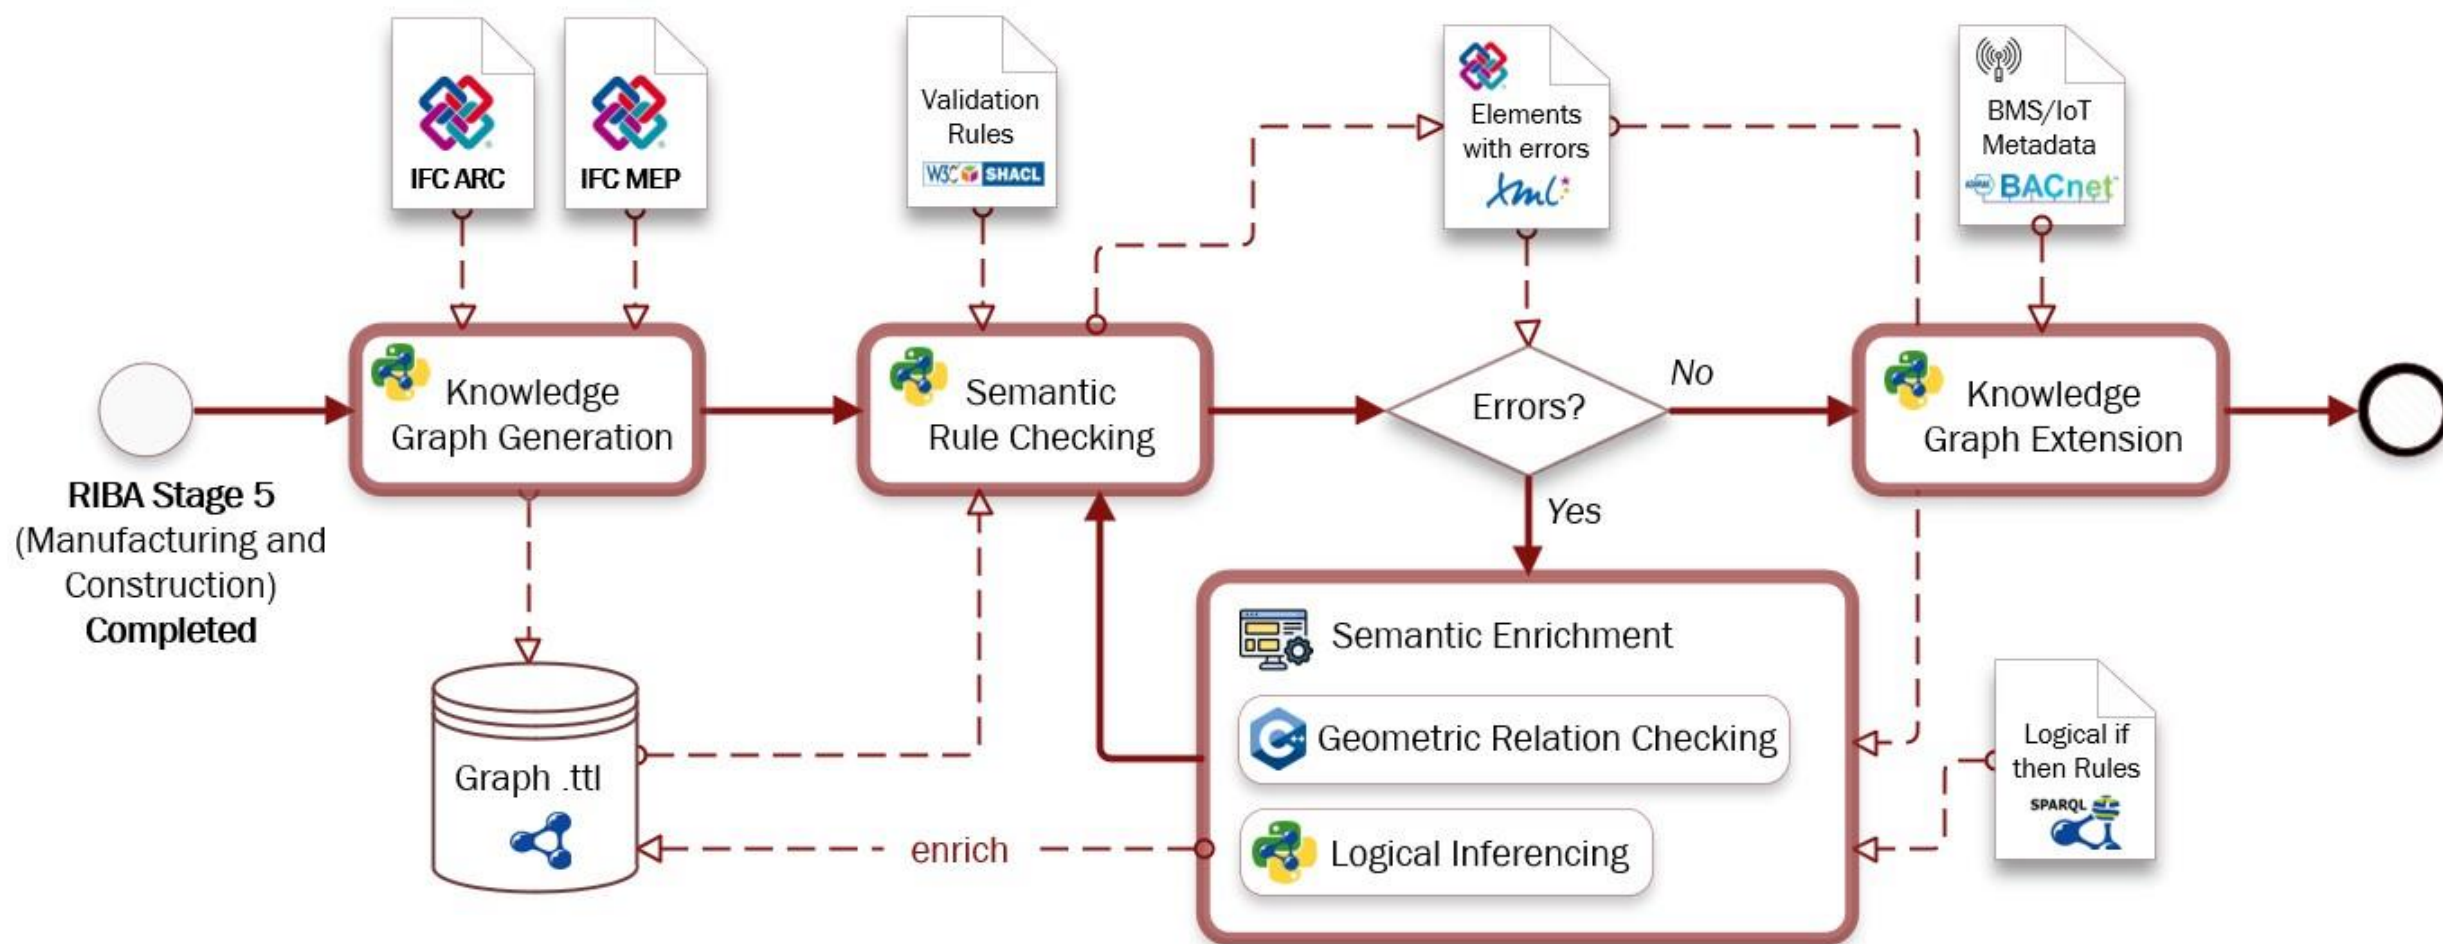 IFC ARC
IFC MEP
Validation
Rules
W3C SHACL
Elements
with errors
Xml
BMS/IoT
Metadata
ASHRAE BACnet™
Knowledge
Graph Generation
Semantic
Rule Checking
Errors?
No
Yes
Knowledge
Graph Extension
RIBA Stage 5
(Manufacturing and
Construction)
Completed
Graph .ttl
enrich
Semantic Enrichment
C++
Geometric Relation Checking
Logical Inferencing
Logical if
then Rules
SPARQL